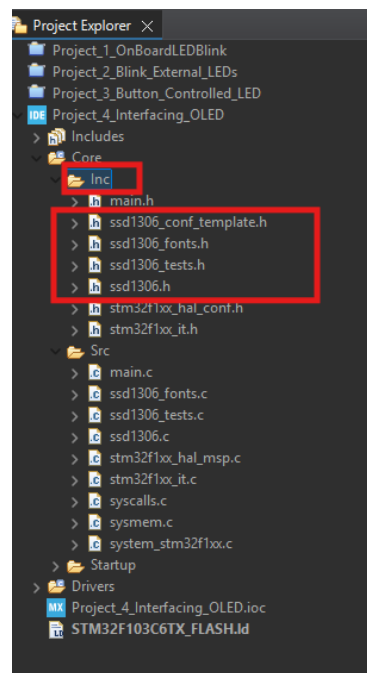 Project Explorer
Project_1_OnBoardLEDBlink
Project_2_Blink_External_LEDs
Project_3_Button_Controlled_LED
IDE Project_4_Interfacing_OLED
Includes
Core
Inc
.h main.h
.h ssd1306_conf_template.h
.h ssd1306_fonts.h
.h ssd1306_tests.h
.h ssd1306.h
.h stm32f1xx_hal_conf.h
.h stm32f1xx_it.h
Src
.c main.c
.c ssd1306_fonts.c
.c ssd1306_tests.c
.c ssd1306.c
.c stm32f1xx_hal_msp.c
.c stm32f1xx_it.c
.c syscalls.c
.c sysmem.c
.c system_stm32f1xx.c
Startup
Drivers
MX Project_4_Interfacing_OLED.ioc
STM32F103C6TX_FLASH.ld